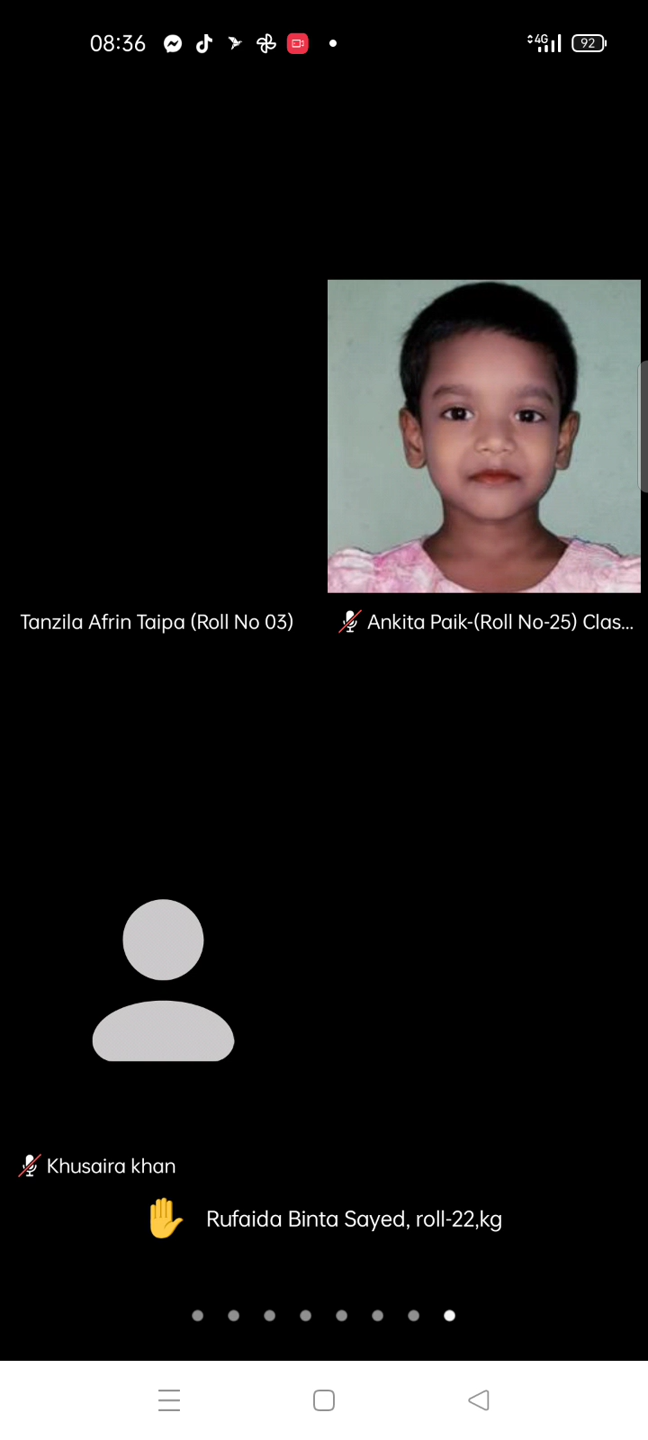 08:36 4G 92
Tanzila Afrin Taipa (Roll No 03)
Ankita Paik-(Roll No-25) Clas...
Khusaira khan
Rufaida Binta Sayed, roll-22,kg